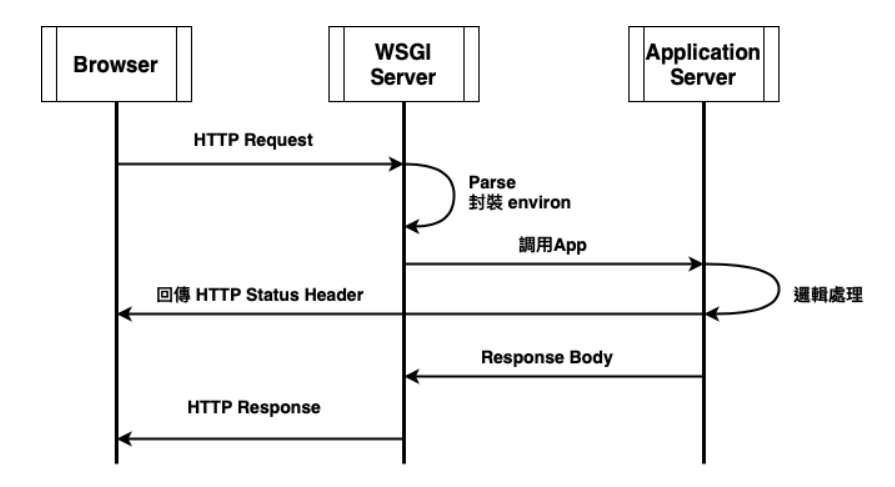 Browser
WSGI
Server
Application
Server
HTTP Request
Parse
封裝 environ
調用App
邏輯處理
回傳 HTTP Status Header
Response Body
HTTP Response